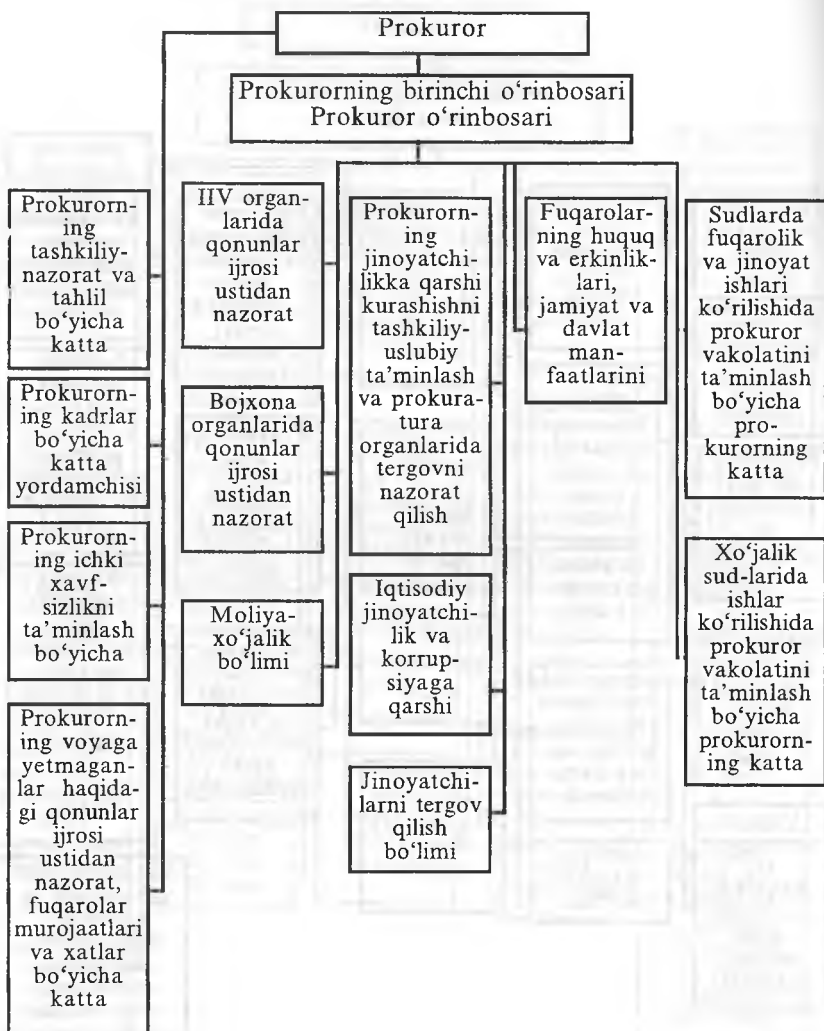 Prokuror
Prokurorning birinchi o‘rinbosari
Prokuror o‘rinbosari
Prokurorn-
ing
tashkiliy-
nazorat va
tahlil
bo‘yicha
katta
Prokurorn-
ing kadrlar
bo‘yicha
katta
yordamchisi
Prokurorn-
ing ichki
xavf-
sizlikni
ta’minlash
bo‘yicha
Prokurorn-
ing voyaga
yetmagan-
lar haqida-
gi qonunlar
ijrosi
ustidan
nazorat,
fuqarolar
murojaatlari
va xatlar
bo‘yicha
katta
IIV organ-
larida
qonunlar
ijrosi
ustidan
nazorat
Bojxona
organlarida
qonunlar
ijrosi
ustidan
nazorat
Moliya-
xo‘jalik
bo‘limi
Prokurorn-
ing
jinoyatchi-
likka qarshi
kurashishni
tashkiliy-
uslubiy
ta’minlash
va prokura-
tura
organlarida
tergovni
nazorat
qilish
Iqtisodiy
jinoyatchi-
lik va
korrup-
siyaga
qarshi
Jinoyatchi-
larni tergov
qilish
bo‘limi
Fuqarolar-
ning huquq
va erkinlik-
lari,
jamiyat va
davlat
man-
faatlarini
Sudlarda
fuqarolik
va jinoyat
ishlari
ko‘rilishida
prokuror
vakolatini
ta’minlash
bo‘yicha
pro-
kurorning
katta
Xo‘jalik
sud-larida
ishlar
ko‘rilishida
prokuror
vakolatini
ta’minlash
bo‘yicha
prokurorn-
ing katta